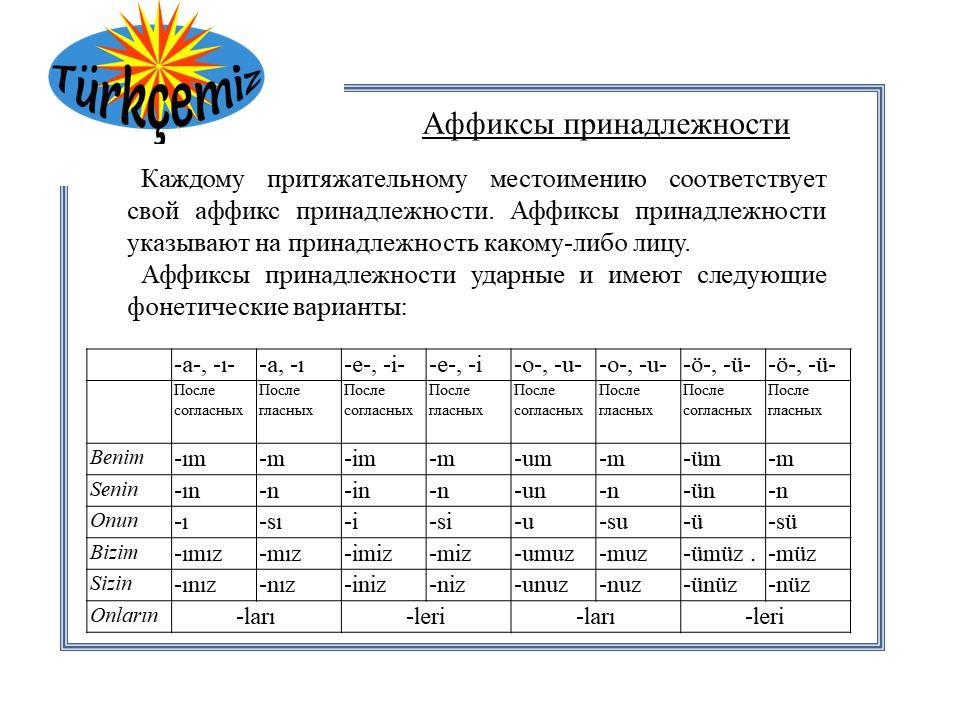 Türkçemiz
Аффиксы принадлежности
Каждому притяжательному местоимению соответствует
свой аффикс принадлежности. Аффиксы принадлежности
указывают на принадлежность какому-либо лицу.
Аффиксы принадлежности ударные и имеют следующие
фонетические варианты:
-a-, -ı- -a, -ı -e-, -i- -e-, -i -o-, -u- -o-, -u- -ö-, -ü- -ö-, -ü-
После После После После После После После После
согласных гласных согласных гласных согласных гласных согласных гласных
Benim -ım -m -im -m -um -m -üm -m
Senin -ın -n -in -n -un -n -ün -n
Onun -ı -sı -i -si -u -su -ü -sü
Bizim -ımız -mız -imiz -miz -umuz -muz -ümüz . -müz
Sizin -ınız -nız -iniz -niz -unuz -nuz -ünüz -nüz
Onların -ları -leri -ları -leri